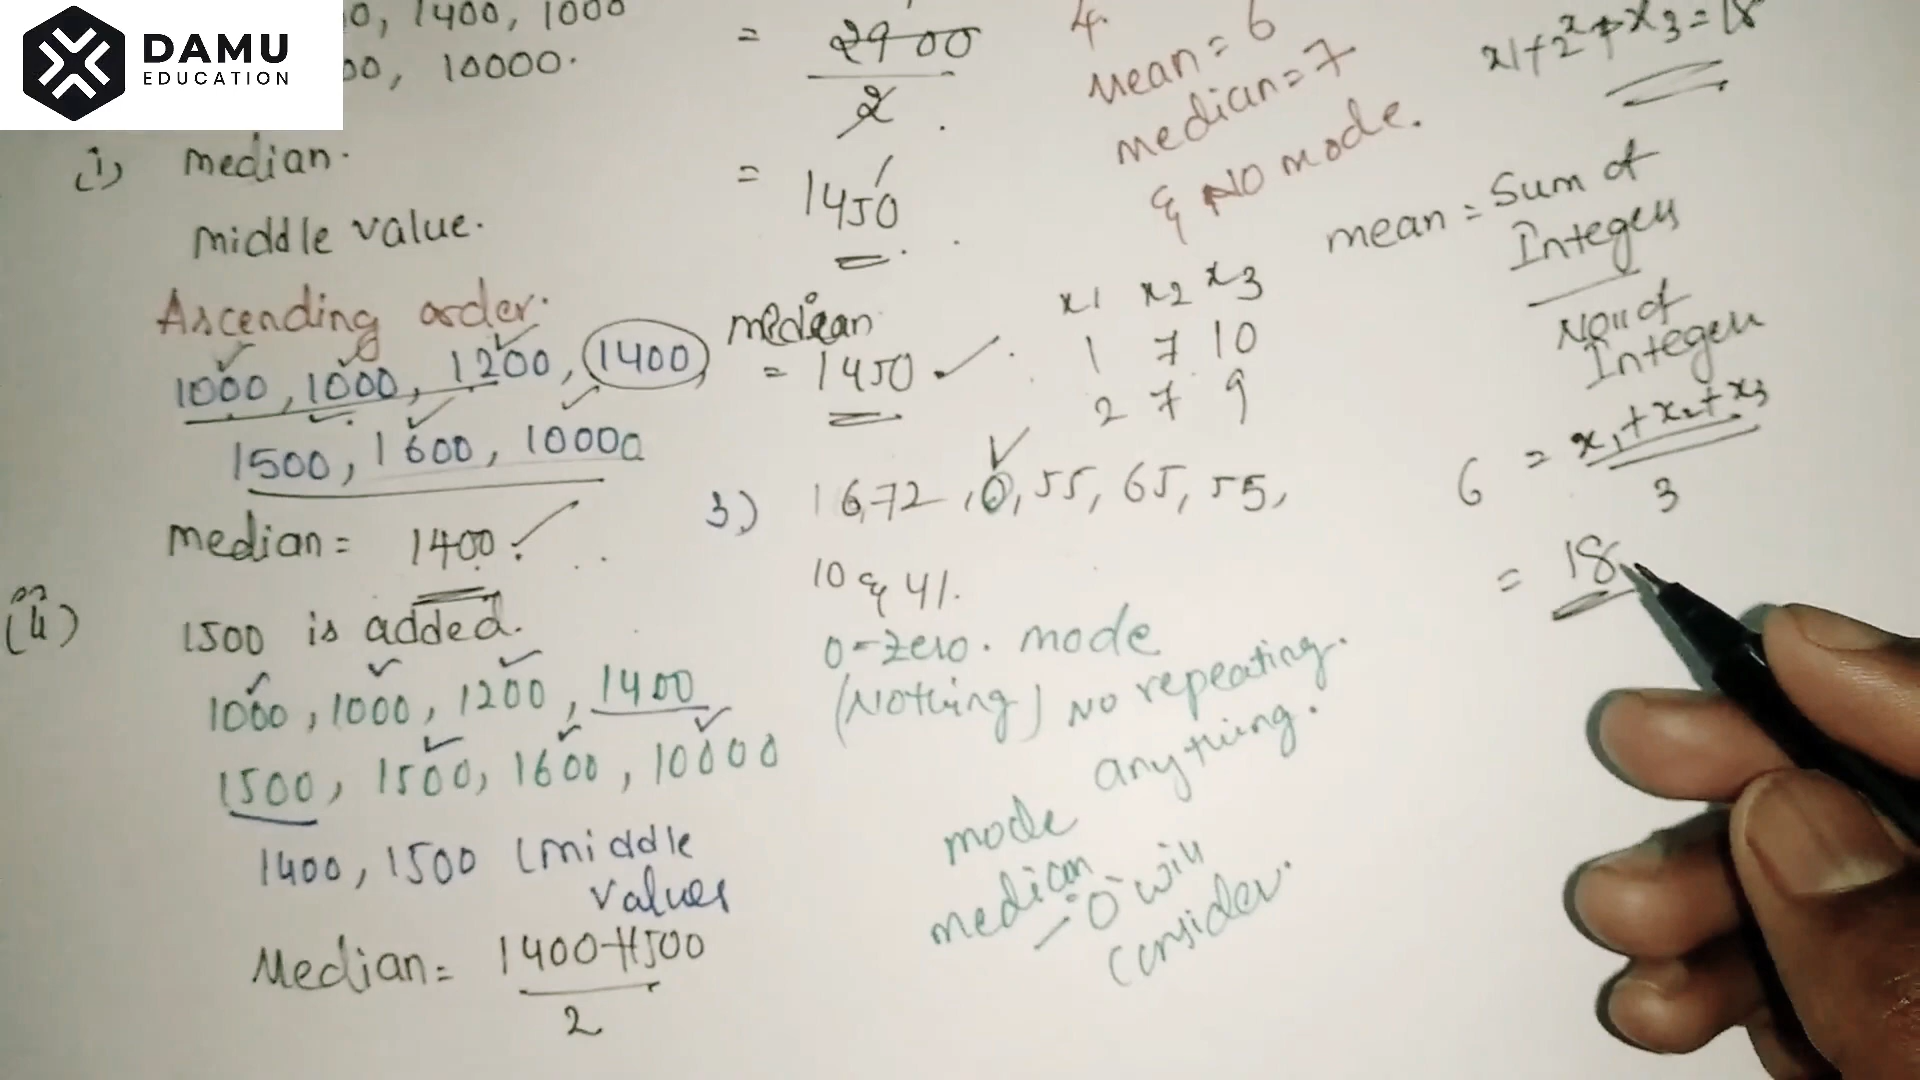 DAMU
EDUCATION
0, 1400, 1000
00, 10000.
(i) median.
middle value.
Ascending order.
1000, 1000, 1200, 1400
1500, 1600, 10000
median = 1400.
(ii) 1500 is added.
1000, 1000, 1200, 1400
1500, 1500, 1600, 10000
1400, 1500 (middle
values
Median = 1400+1500
2
= 2900
2
= 1450
median
= 1450
3) 16,72, 0, 55, 65, 55,
10 & 41.
0-zero. mode
(Nothing) No repeating.
anything.
mode
median
-0- will
consider.
4.
Mean = 6
median = 7
& No mode.
x1 x2 x3
1 7 10
2 7 9
x1+2x+x3=18
mean = Sum of
Integers
No" of
Integers
6 = x1+x2+x3
3
= 18